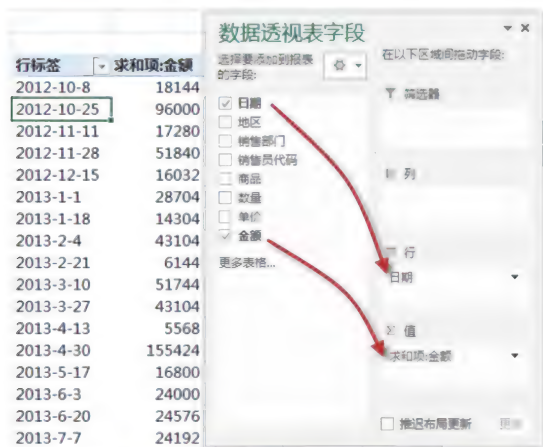 行标签 求和项:金额
2012-10-8 18144
2012-10-25 96000
2012-11-11 17280
2012-11-28 51840
2012-12-15 16032
2013-1-1 28704
2013-1-18 14304
2013-2-4 43104
2013-2-21 6144
2013-3-10 51744
2013-3-27 43104
2013-4-13 5568
2013-4-30 155424
2013-5-17 16800
2013-6-3 24000
2013-6-20 24576
2013-7-7 24192
数据透视表字段
选择要添加到报表
的字段:
日期
地区
销售部门
销售员代码
商品
数量
单价
金额
更多表格...
在以下区域间拖动字段:
筛选器
列
行
日期
Σ 值
求和项:金额
推迟布局更新 更新